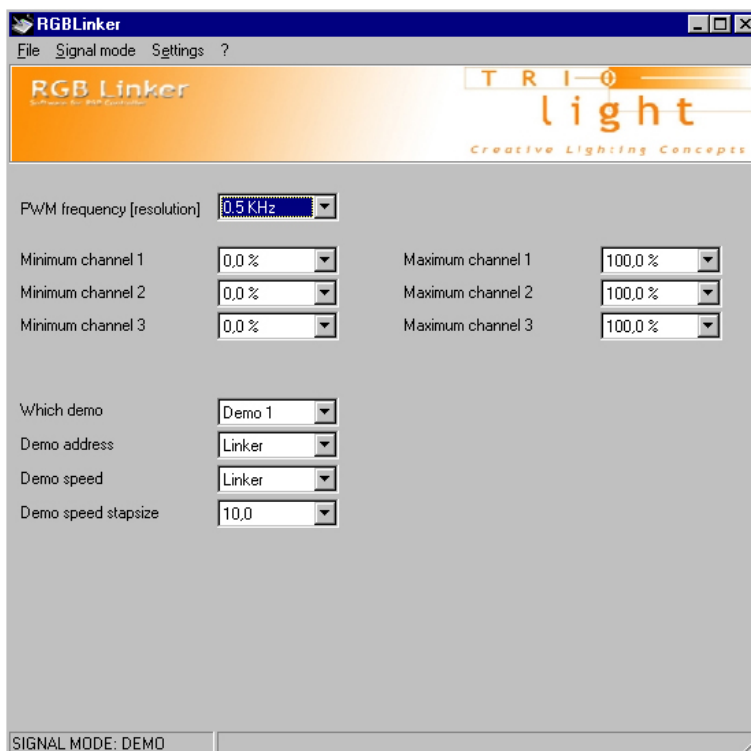 RGBLinker
File Signal mode Settings ?
RGB Linker
TRIO
light
Creative Lighting Concepts
PWM frequency [resolution] 0.5 KHz
Minimum channel 1 0,0 % Maximum channel 1 100,0 %
Minimum channel 2 0,0 % Maximum channel 2 100,0 %
Minimum channel 3 0,0 % Maximum channel 3 100,0 %
Which demo Demo 1
Demo address Linker
Demo speed Linker
Demo speed stapsize 10,0
SIGNAL MODE: DEMO